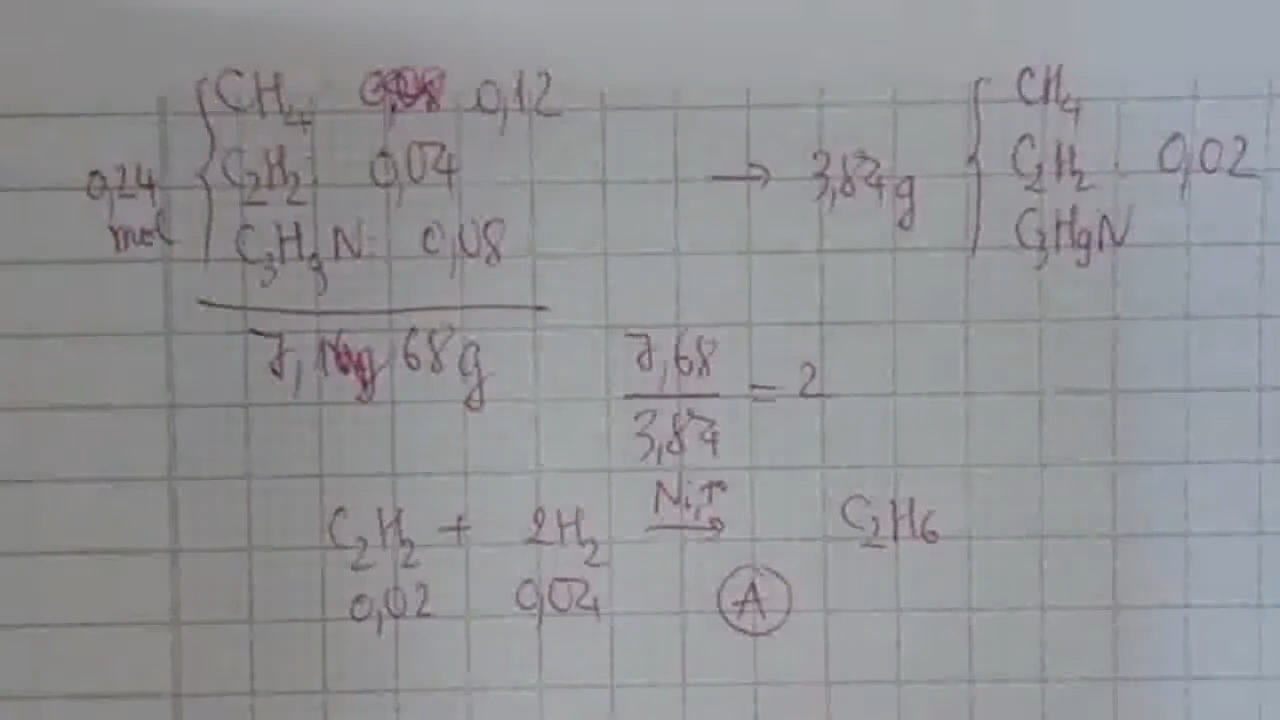 CH₄ 0,12
0,24 mol
C₂H₂ 0,04
C₃H₉N 0,08
→ 3,84g
CH₄
C₂H₂ 0,02
C₃H₉N
7,68g
7,68
3,84
= 2
C₂H₂ + 2H₂ Ni,t° → C₂H₆
0,02 0,04
A